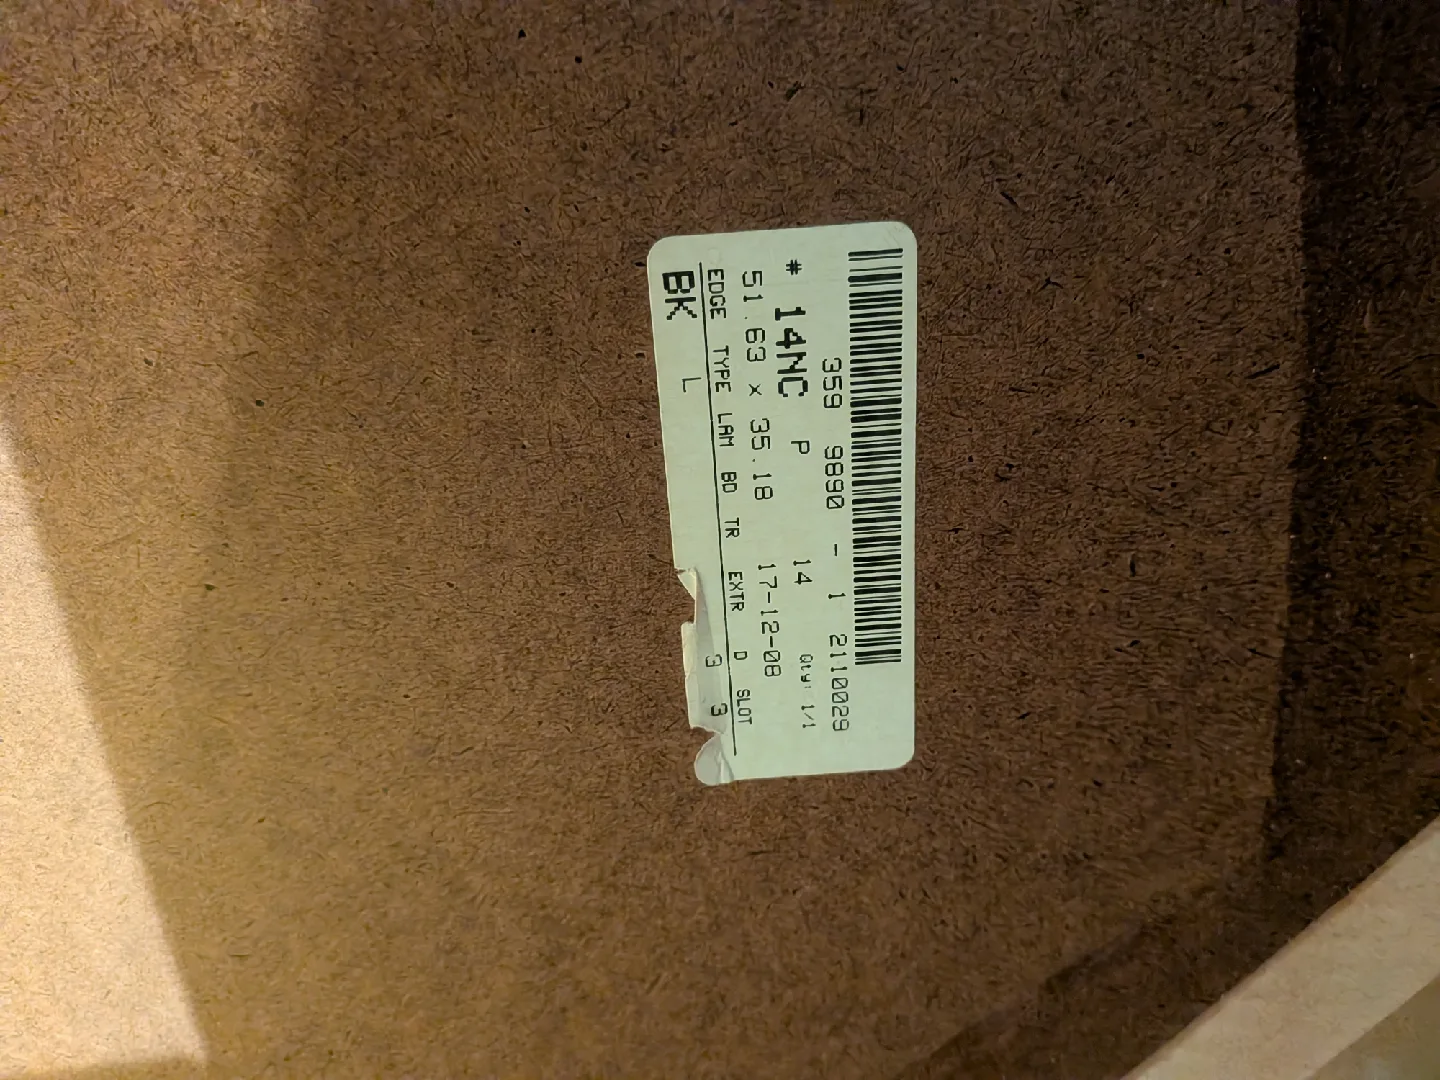 359 9890 - 1 2110029
# 14NC P 14 Qty: 1/1
51.63 x 35.18 17-12-08
EDGE TYPE LAM BD TR EXTR D SLOT
BK L 3 3